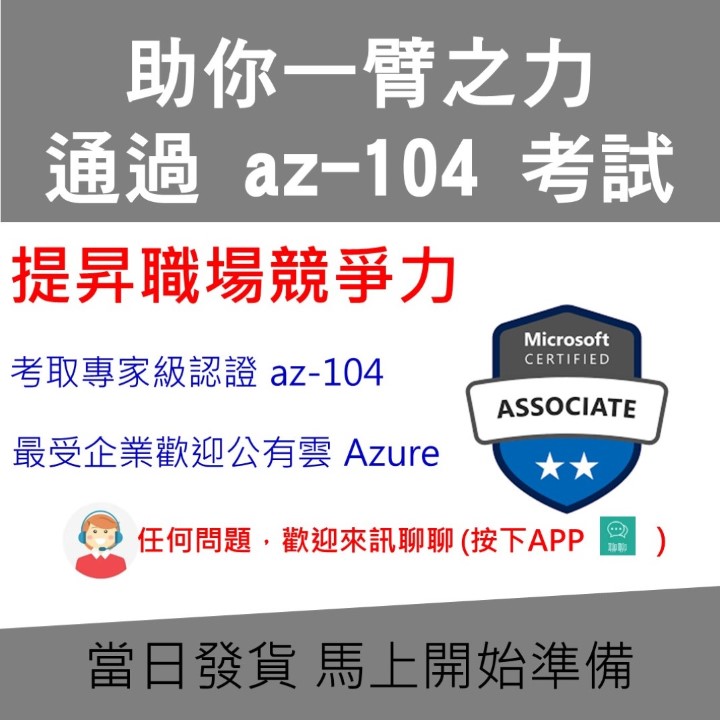 助你一臂之力
通過 az-104 考試
提昇職場競爭力
考取專家級認證 az-104
最受企業歡迎公有雲 Azure
Microsoft
CERTIFIED
ASSOCIATE
任何問題，歡迎來訊聊聊 (按下APP 聊聊 )
當日發貨 馬上開始準備